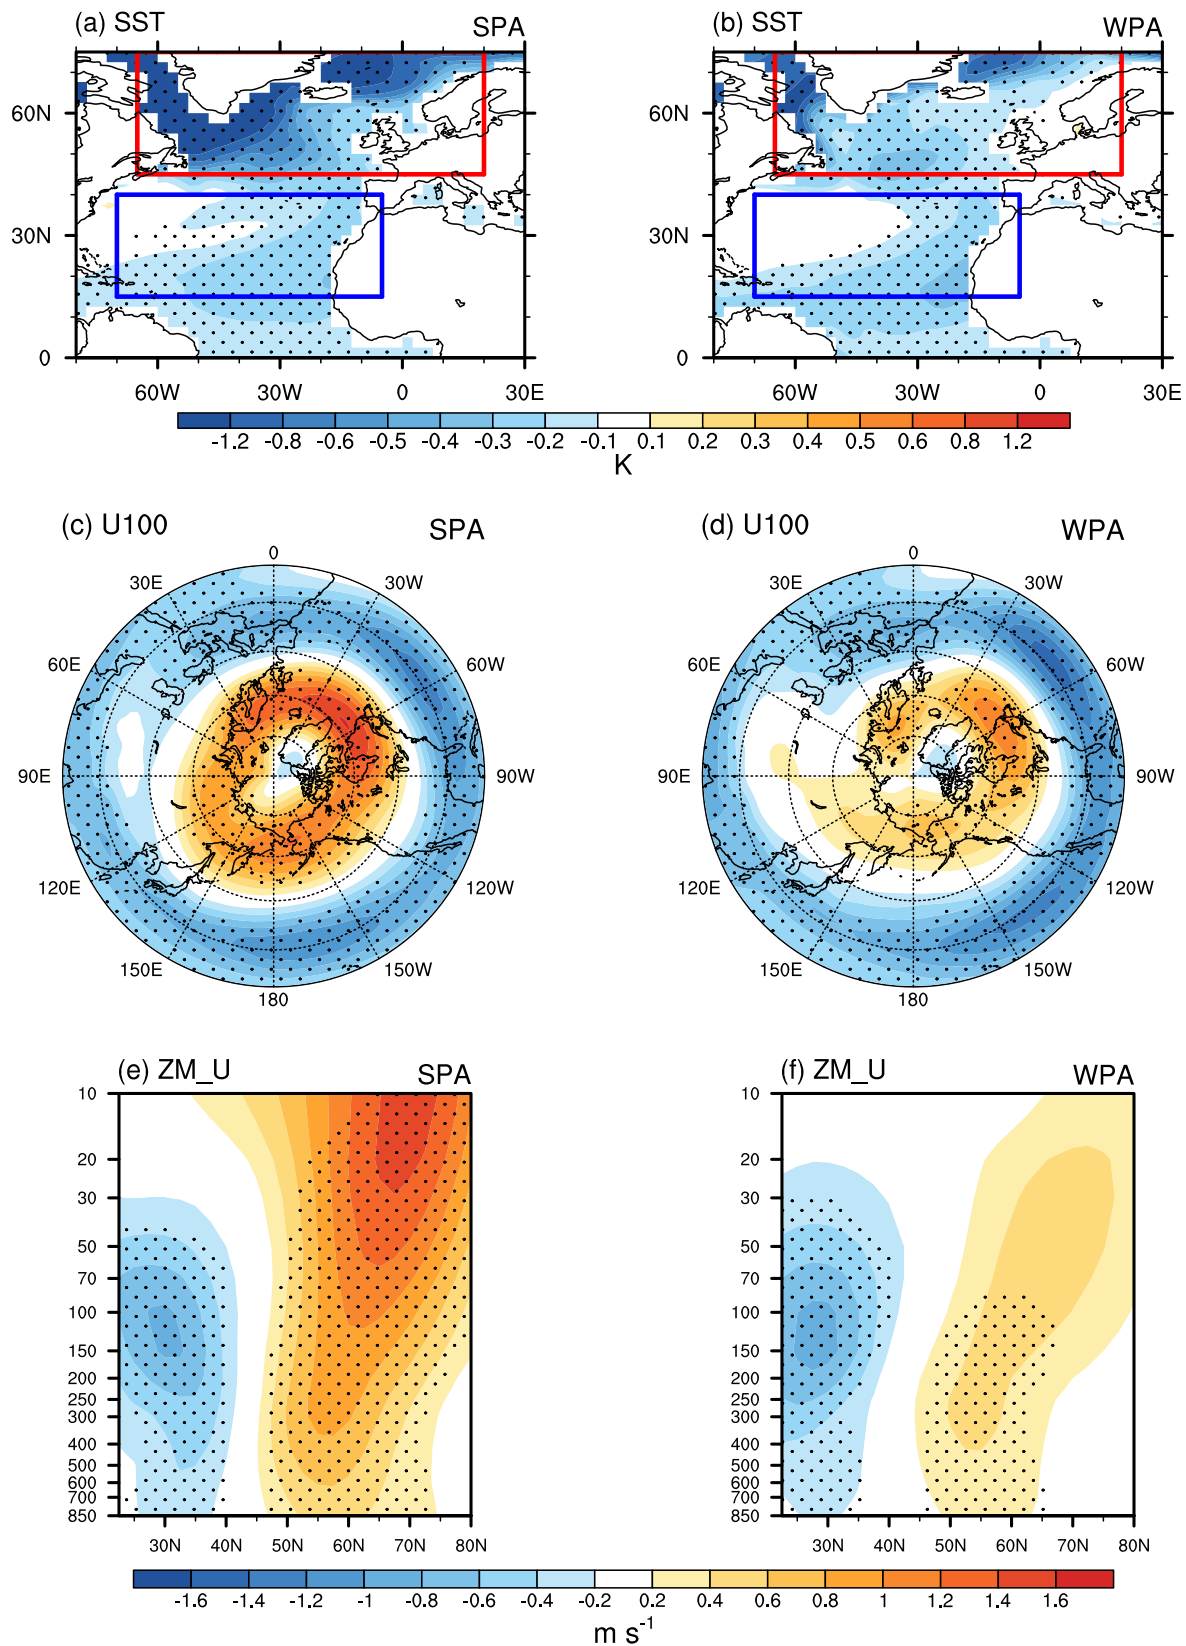 (a) SST SPA
(b) SST WPA
60N 60N
30N 30N
0 0
60W 30W 0 30E 60W 30W 0 30E
-1.2 -0.8 -0.6 -0.5 -0.4 -0.3 -0.2 -0.1 0.1 0.2 0.3 0.4 0.5 0.6 0.8 1.2
K
(c) U100 SPA
(d) U100 WPA
0 0
30E 30W 30E 30W
60E 60W 60E 60W
90E 90W 90E 90W
120E 120W 120E 120W
150E 150W 150E 150W
180 180
(e) ZM_U SPA
(f) ZM_U WPA
10 10
20 20
30 30
50 50
70 70
100 100
150 150
200 200
250 250
300 300
400 400
500 500
600 600
700 700
850 850
30N 40N 50N 60N 70N 80N 30N 40N 50N 60N 70N 80N
-1.6 -1.4 -1.2 -1 -0.8 -0.6 -0.4 -0.2 0.2 0.4 0.6 0.8 1 1.2 1.4 1.6
m s⁻¹